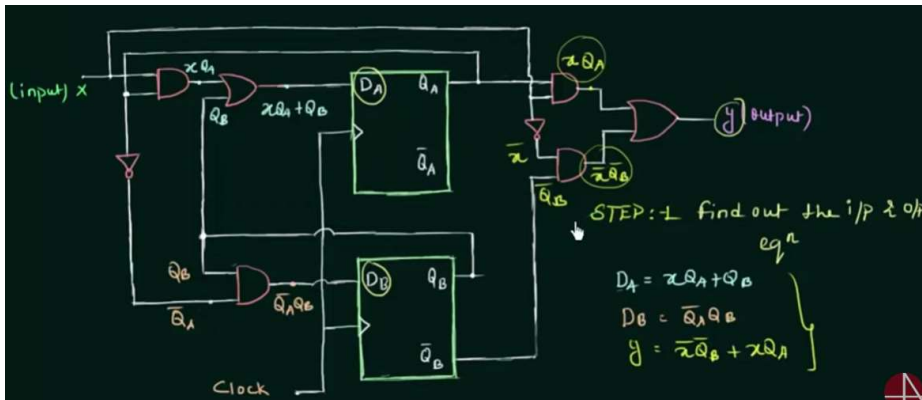 (input) x
xQA
QB
xQA+QB
DA
QA
Q̅A
xQA
y (output)
x̅
x̅Q̅B
Q̅B
STEP:-1 find out the i/p & o/p
eqⁿ
QB
Q̅A
Q̅AQB
DB
QB
Q̅B
DA = xQA+QB
DB = Q̅AQB
y = x̅Q̅B + xQA
Clock